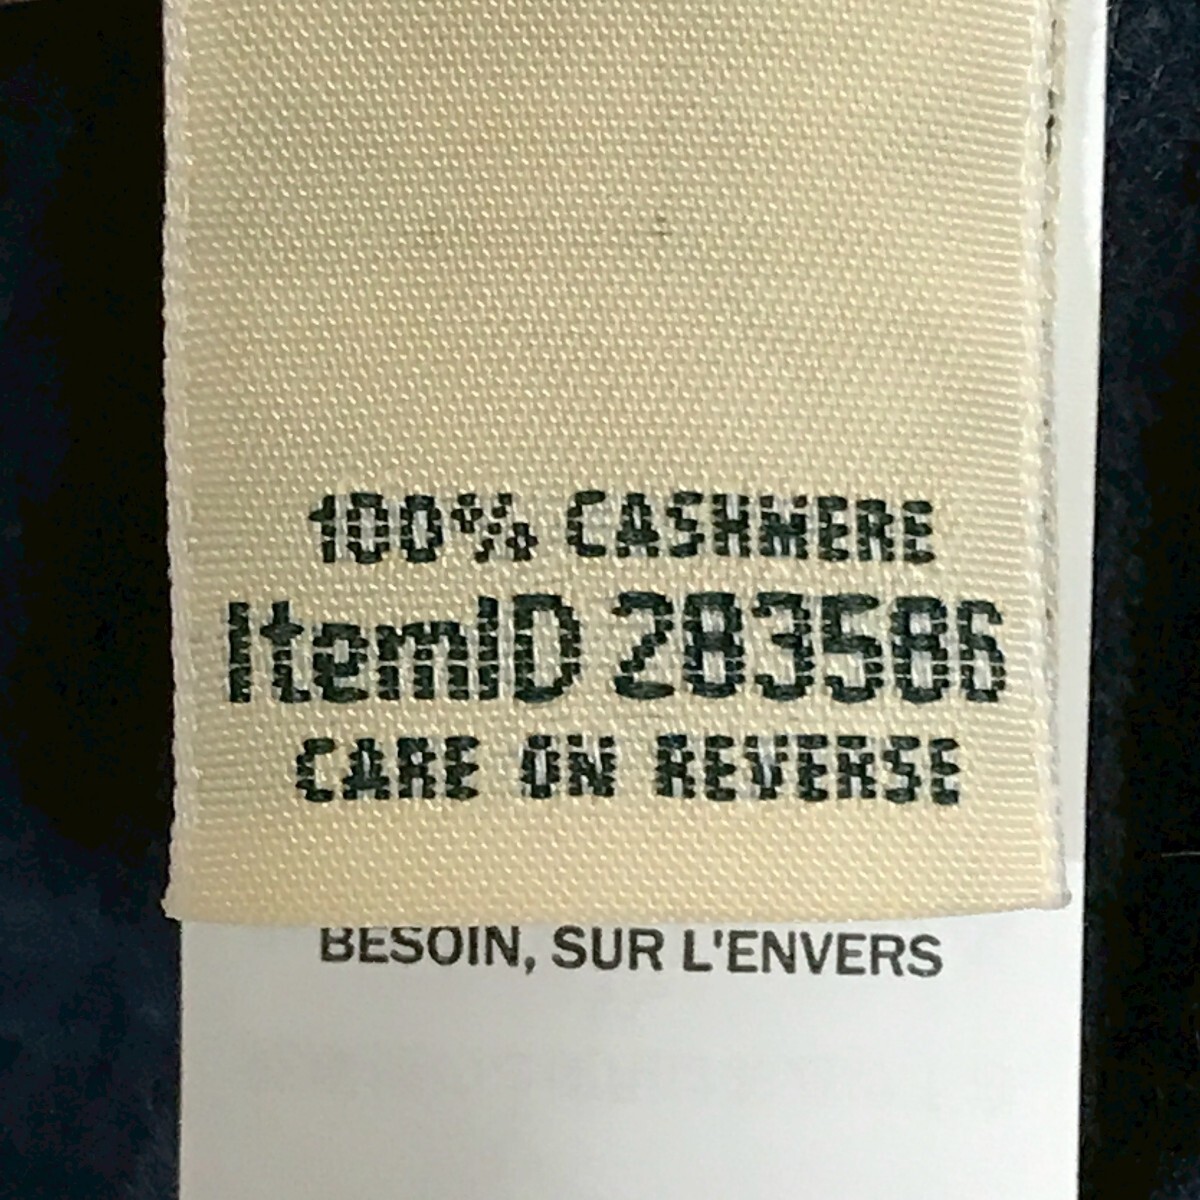 100% CASHMERE
ItemID 283586
CARE ON REVERSE
BESOIN, SUR L'ENVERS